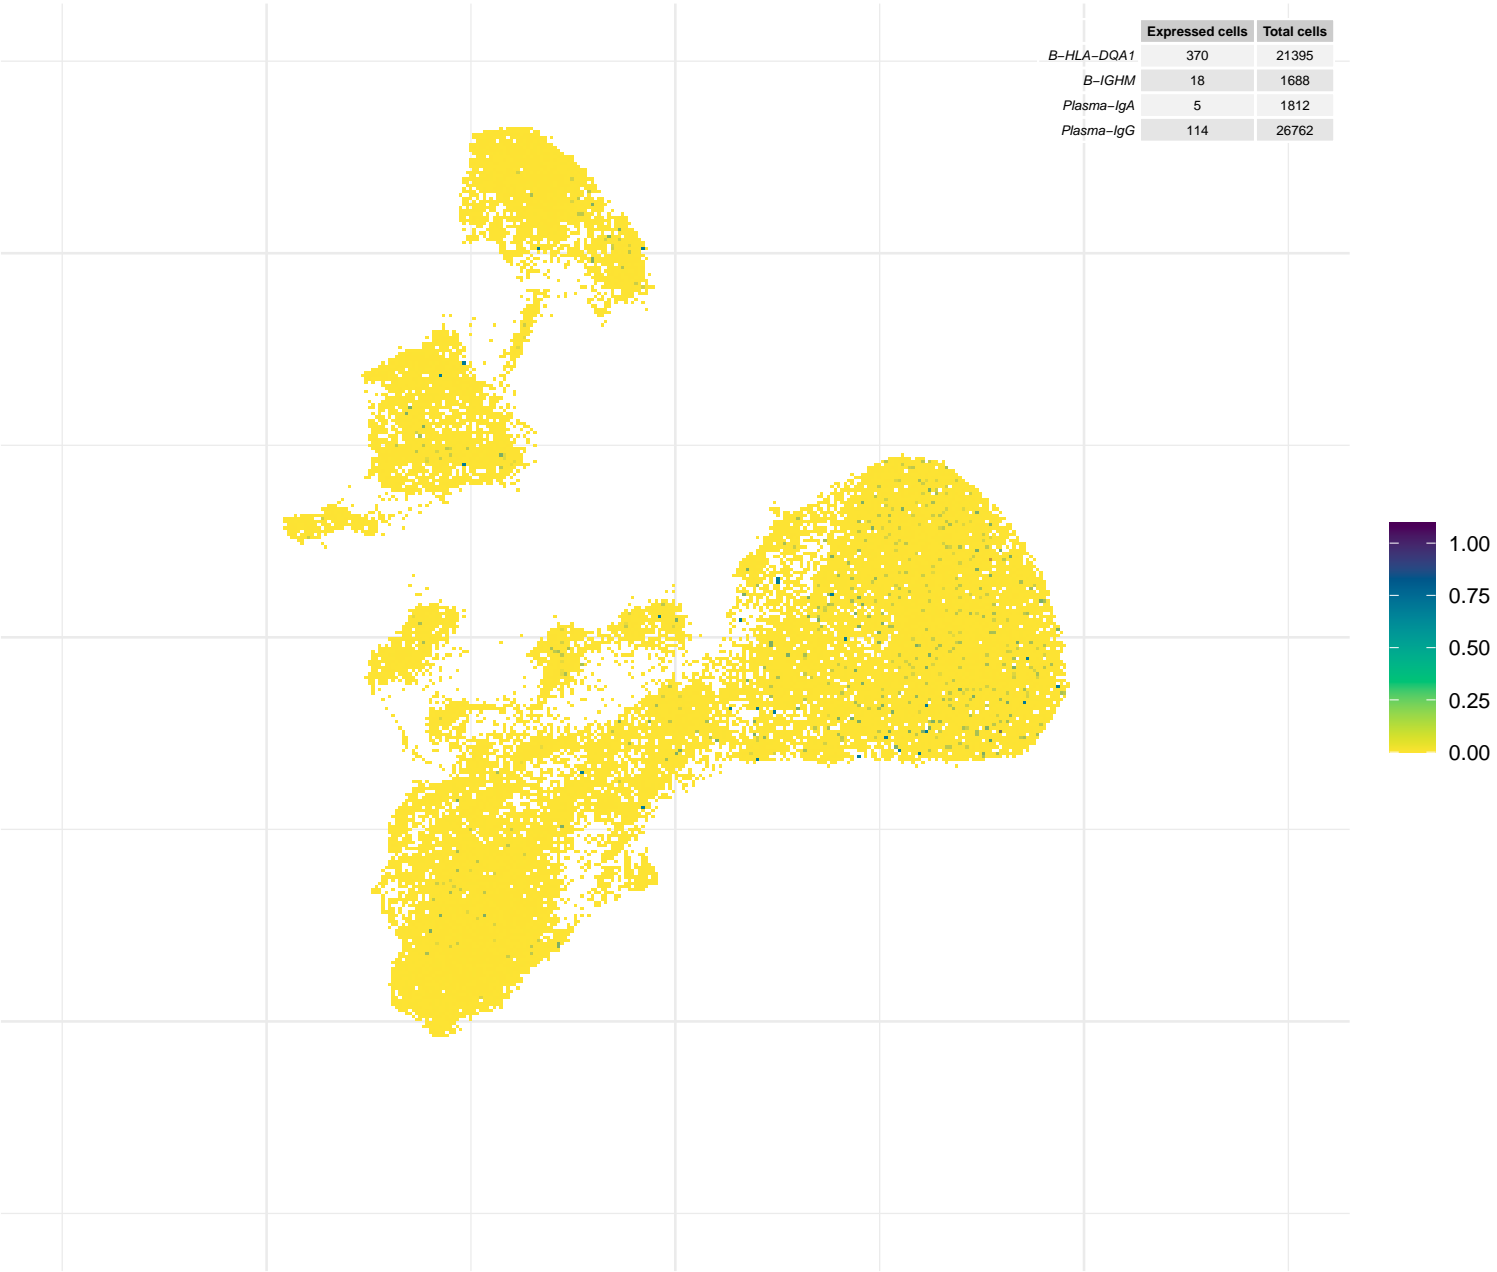 Expressed cells Total cells
B−HLA−DQA1 370 21395
B−IGHM 18 1688
Plasma−IgA 5 1812
Plasma−IgG 114 26762
1.00
0.75
0.50
0.25
0.00